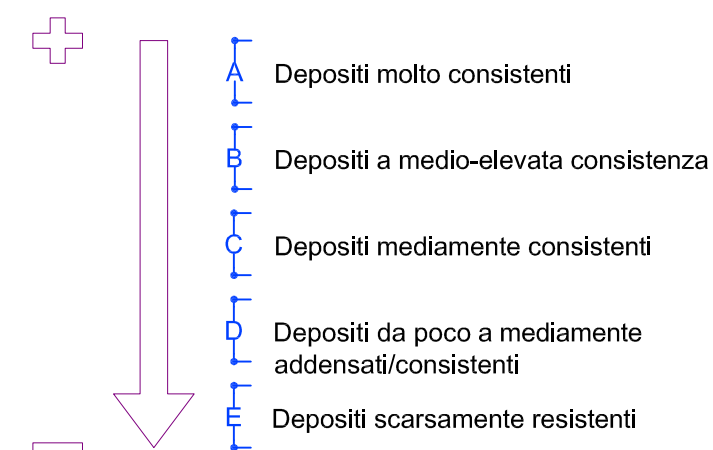 A Depositi molto consistenti
B Depositi a medio-elevata consistenza
C Depositi mediamente consistenti
D Depositi da poco a mediamente
addensati/consistenti
E Depositi scarsamente resistenti